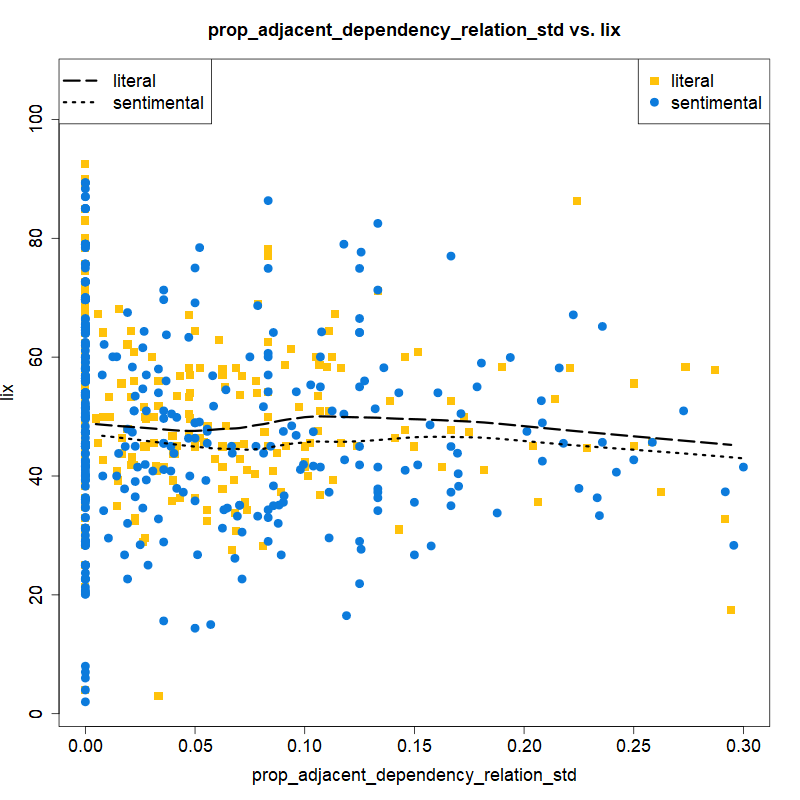 prop_adjacent_dependency_relation_std vs. lix
literal
sentimental
literal
sentimental
100
80
60
40
20
0
lix
0.00 0.05 0.10 0.15 0.20 0.25 0.30
prop_adjacent_dependency_relation_std